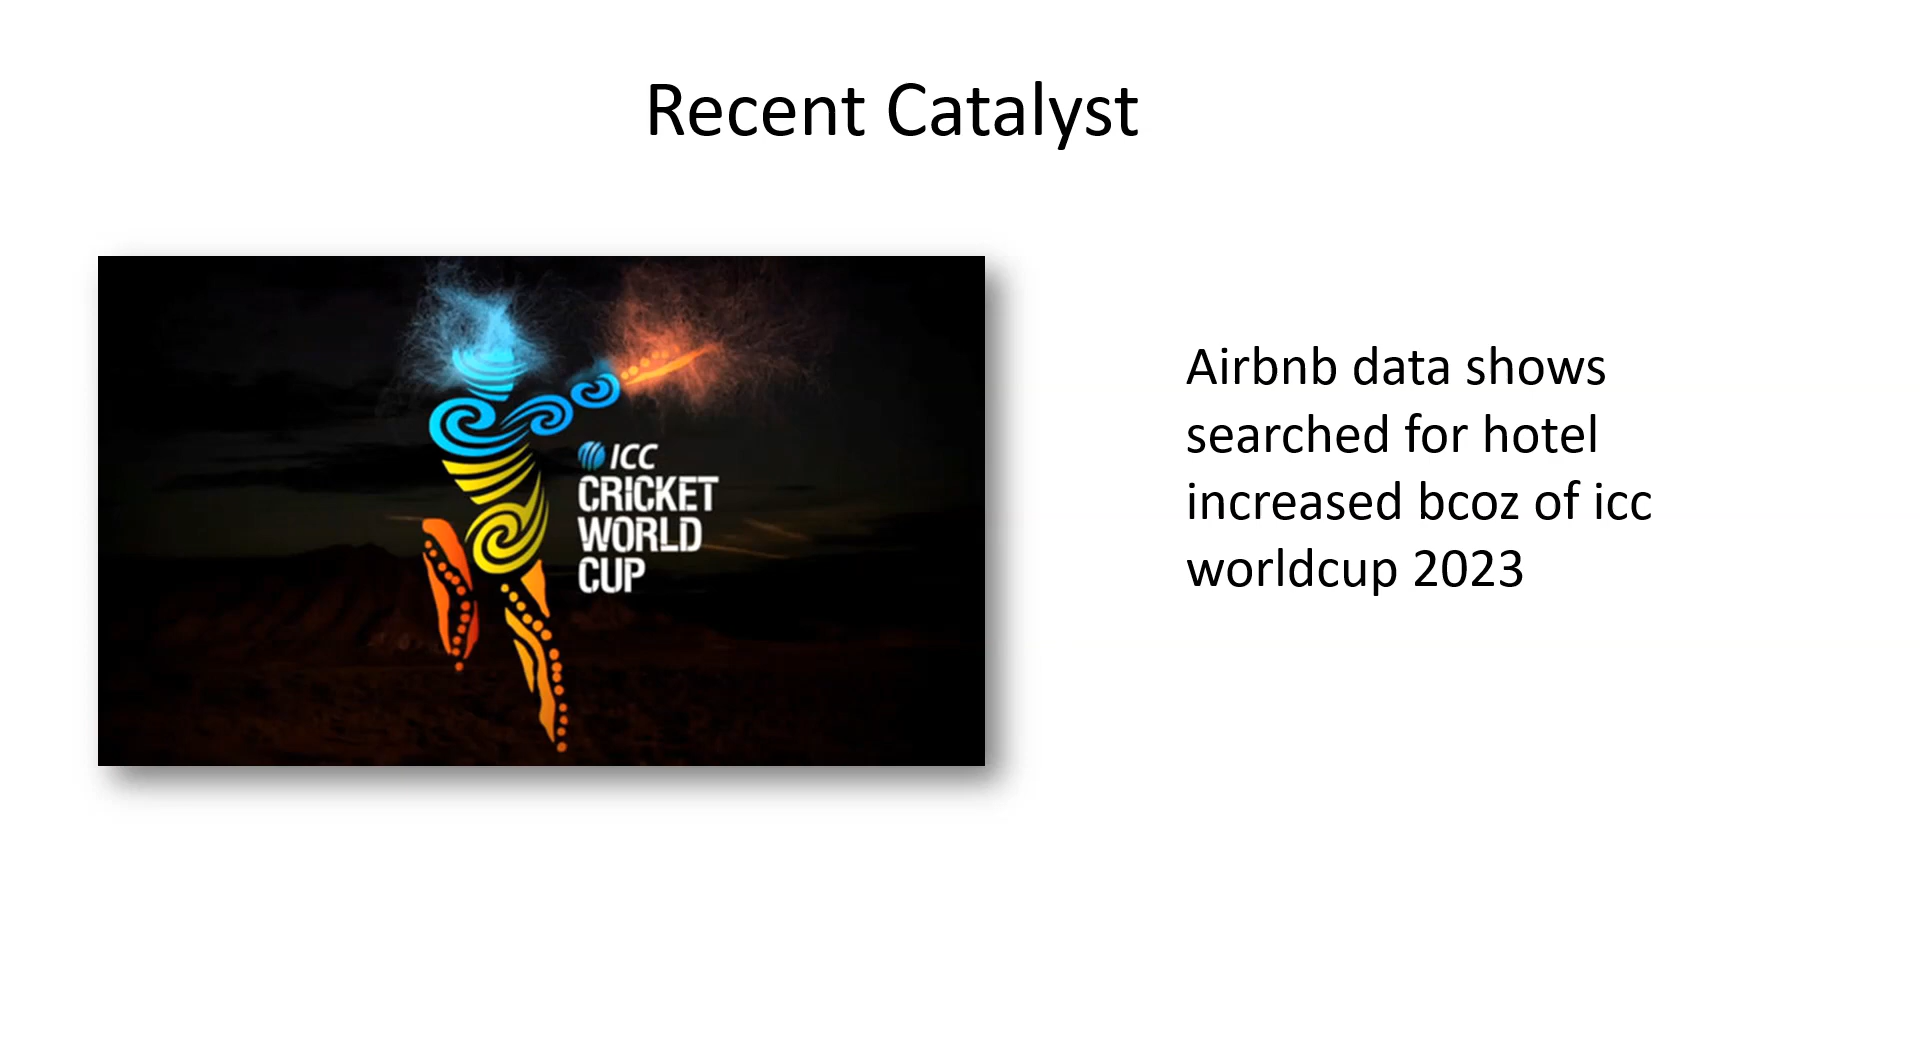 Recent Catalyst
ICC
CRICKET
WORLD
CUP
Airbnb data shows
searched for hotel
increased bcoz of icc
worldcup 2023